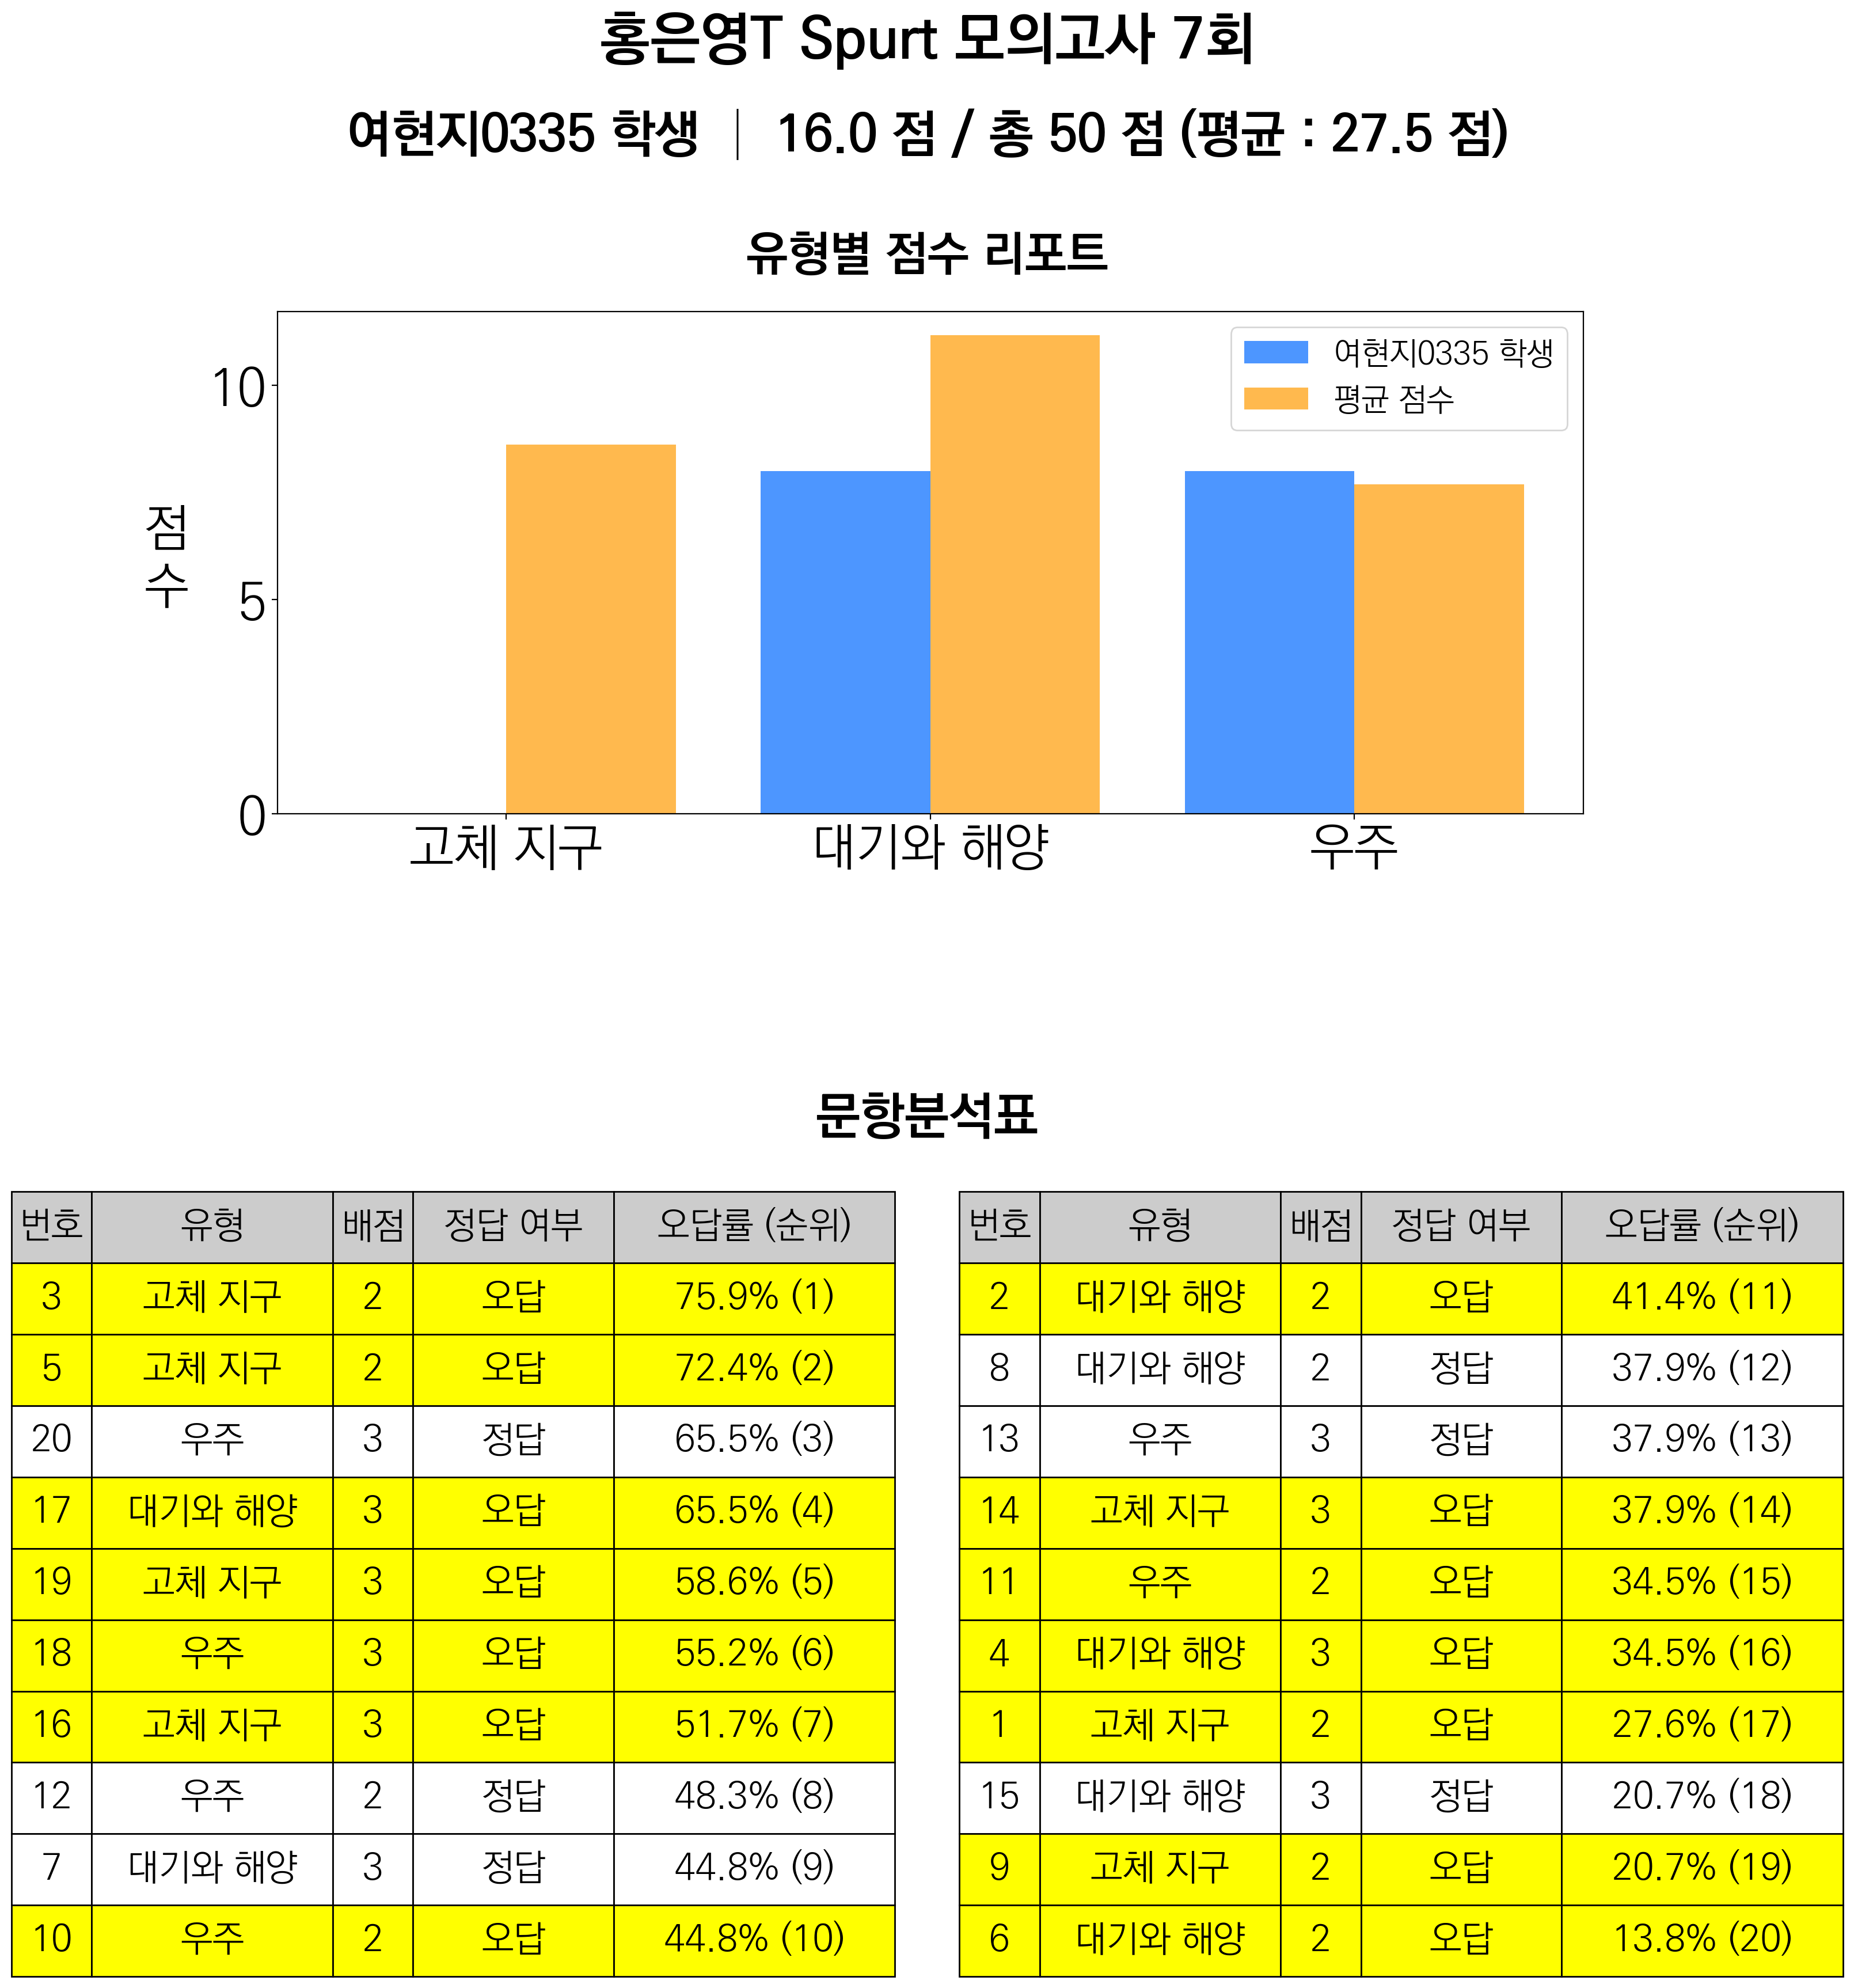 홍은영T Spurt 모의고사 7회
여현지0335 학생 │ 16.0 점 / 총 50 점 (평균 : 27.5 점)
유형별 점수 리포트
여현지0335 학생
평균 점수
점
수
10
5
0
고체 지구 대기와 해양 우주
문항분석표
번호 유형 배점 정답 여부 오답률 (순위)
3 고체 지구 2 오답 75.9% (1)
5 고체 지구 2 오답 72.4% (2)
20 우주 3 정답 65.5% (3)
17 대기와 해양 3 오답 65.5% (4)
19 고체 지구 3 오답 58.6% (5)
18 우주 3 오답 55.2% (6)
16 고체 지구 3 오답 51.7% (7)
12 우주 2 정답 48.3% (8)
7 대기와 해양 3 정답 44.8% (9)
10 우주 2 오답 44.8% (10)
번호 유형 배점 정답 여부 오답률 (순위)
2 대기와 해양 2 오답 41.4% (11)
8 대기와 해양 2 정답 37.9% (12)
13 우주 3 정답 37.9% (13)
14 고체 지구 3 오답 37.9% (14)
11 우주 2 오답 34.5% (15)
4 대기와 해양 3 오답 34.5% (16)
1 고체 지구 2 오답 27.6% (17)
15 대기와 해양 3 정답 20.7% (18)
9 고체 지구 2 오답 20.7% (19)
6 대기와 해양 2 오답 13.8% (20)